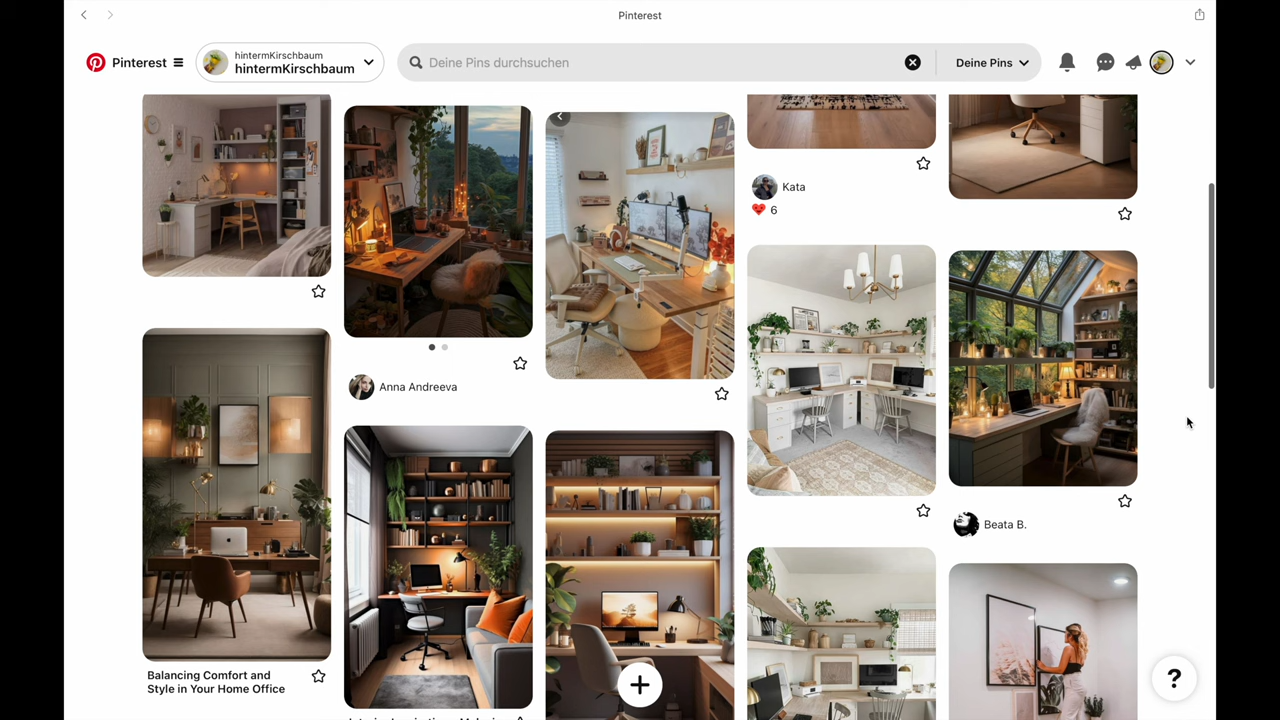 Pinterest
Pinterest
hintermKirschbaum
hintermKirschbaum
Deine Pins durchsuchen
Deine Pins
Kata
6
Anna Andreeva
Beata B.
Balancing Comfort and
Style in Your Home Office
?